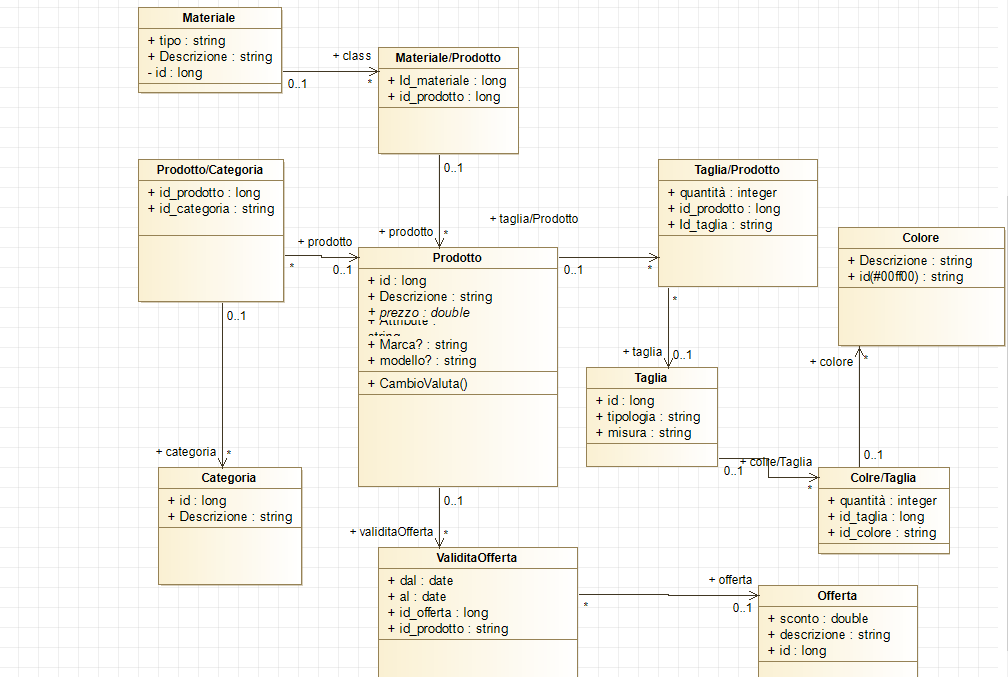 Materiale
+ tipo : string
+ Descrizione : string
- id : long
+ class
0..1
*
Materiale/Prodotto
+ Id_materiale : long
+ id_prodotto : long
0..1
+ prodotto
*
Prodotto/Categoria
+ id_prodotto : long
+ id_categoria : string
+ prodotto
*
0..1
0..1
+ categoria
*
Categoria
+ id : long
+ Descrizione : string
Prodotto
+ id : long
+ Descrizione : string
+ prezzo : double
+ Attribute :
string
+ Marca? : string
+ modello? : string
+ CambioValuta()
+ taglia/Prodotto
0..1
*
Taglia/Prodotto
+ quantità : integer
+ id_prodotto : long
+ Id_taglia : string
*
+ taglia
0..1
Taglia
+ id : long
+ tipologia : string
+ misura : string
+ colre/Taglia
0..1
*
Colore
+ Descrizione : string
+ id(#00ff00) : string
+ colore
*
0..1
Colre/Taglia
+ quantità : integer
+ id_taglia : long
+ id_colore : string
0..1
+ validitaOfferta
*
ValiditaOfferta
+ dal : date
+ al : date
+ id_offerta : long
+ id_prodotto : string
*
+ offerta
0..1
Offerta
+ sconto : double
+ descrizione : string
+ id : long